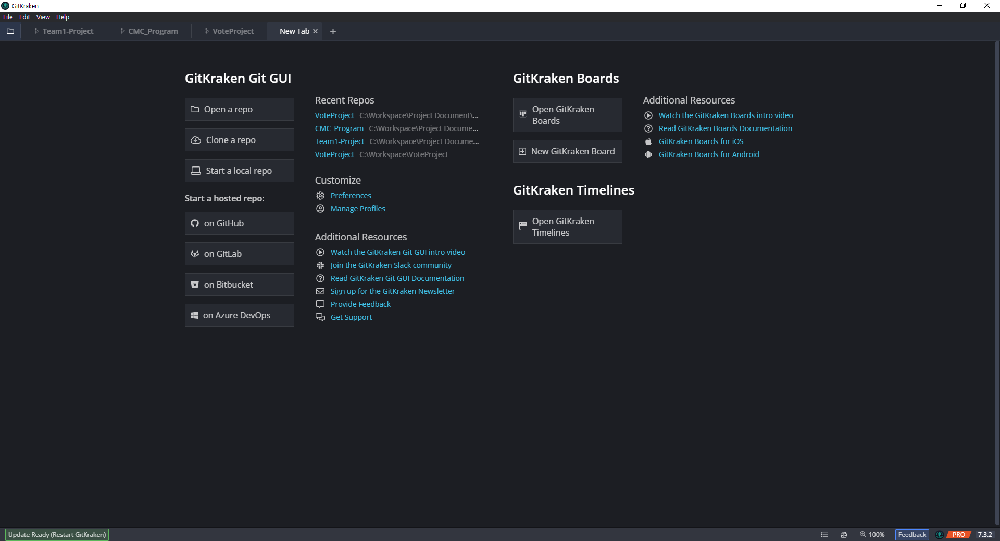 GitKraken
File Edit View Help
Team1-Project CMC_Program VoteProject New Tab
GitKraken Git GUI
Open a repo
Clone a repo
Start a local repo
Start a hosted repo:
on GitHub
on GitLab
on Bitbucket
on Azure DevOps
Recent Repos
VoteProject C:\Workspace\Project Document\...
CMC_Program C:\Workspace\Project Docume...
Team1-Project C:\Workspace\Project Docume...
VoteProject C:\Workspace\VoteProject
Customize
Preferences
Manage Profiles
Additional Resources
Watch the GitKraken Git GUI intro video
Join the GitKraken Slack community
Read GitKraken Git GUI Documentation
Sign up for the GitKraken Newsletter
Provide Feedback
Get Support
GitKraken Boards
Open GitKraken
Boards
New GitKraken Board
Additional Resources
Watch the GitKraken Boards intro video
Read GitKraken Boards Documentation
GitKraken Boards for iOS
GitKraken Boards for Android
GitKraken Timelines
Open GitKraken
Timelines
Update Ready (Restart GitKraken) 100% Feedback PRO 7.3.2